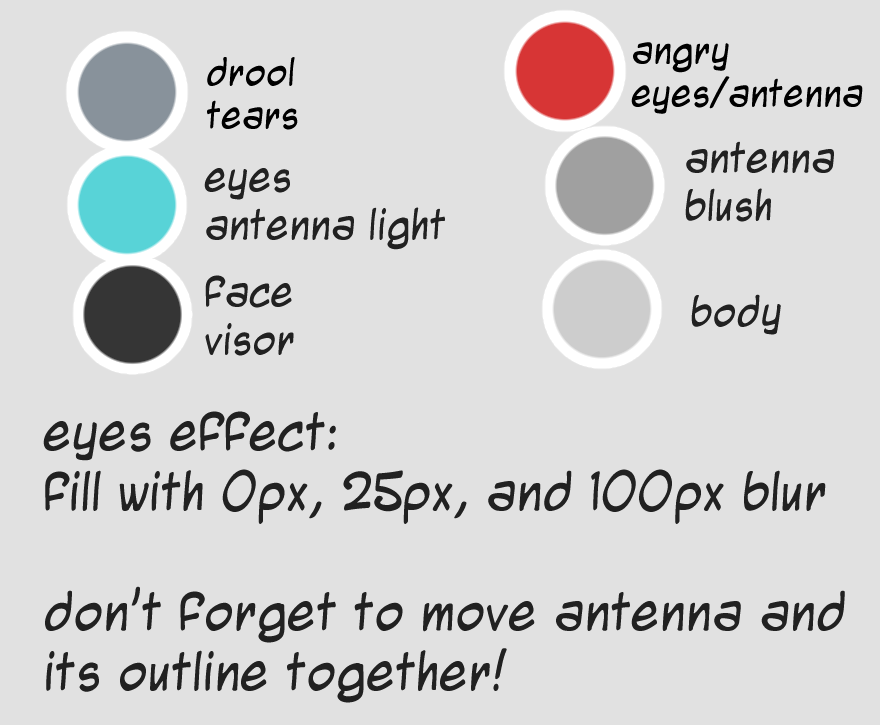 drool
tears
eyes
antenna light
face
visor
angry
eyes/antenna
antenna
blush
body
eyes effect:
fill with 0px, 25px, and 100px blur
don't forget to move antenna and
its outline together!